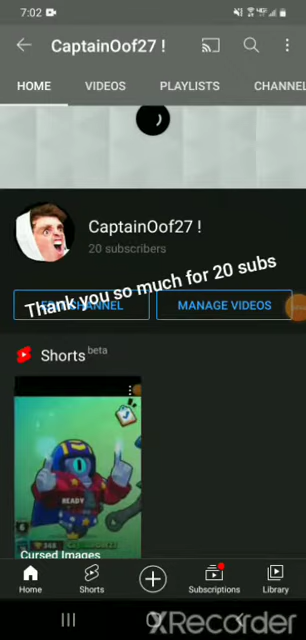 7:02
CaptainOof27 !
HOME VIDEOS PLAYLISTS CHANNEL
CaptainOof27 !
20 subscribers
Thank you so much for 20 subs
CHANNEL MANAGE VIDEOS
Shorts beta
READY
Cursed Images
Home Shorts Subscriptions Library
XRecorder